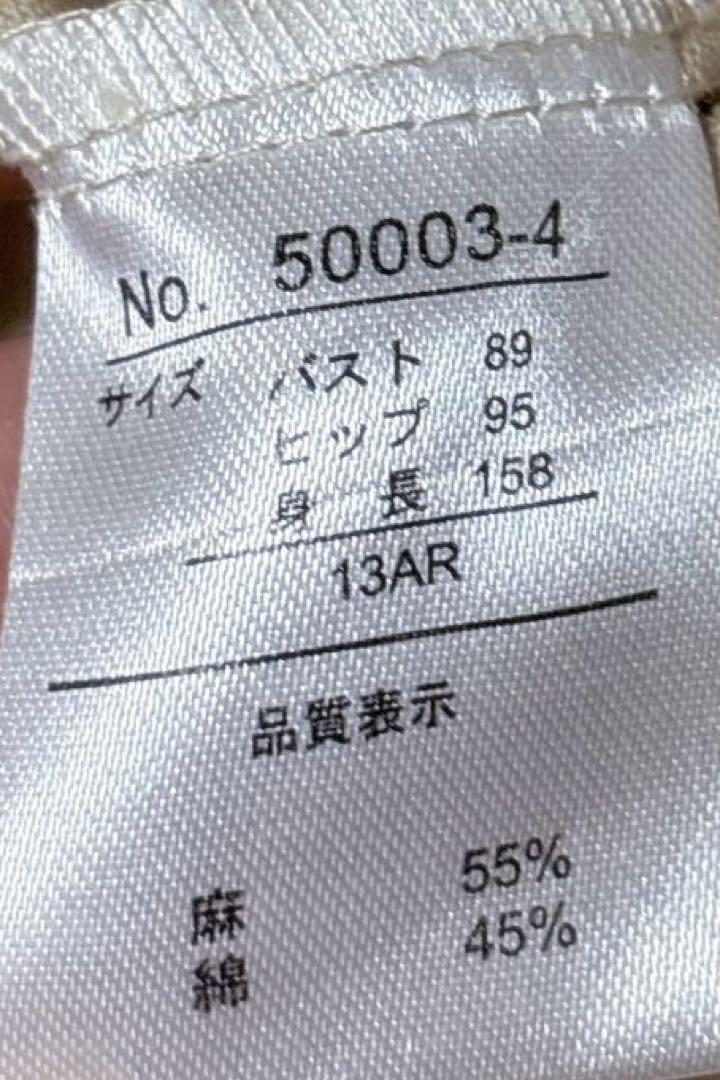 No. 50003-4
サイズ バスト 89
ヒップ 95
身長 158
13AR
品質表示
麻 55%
綿 45%